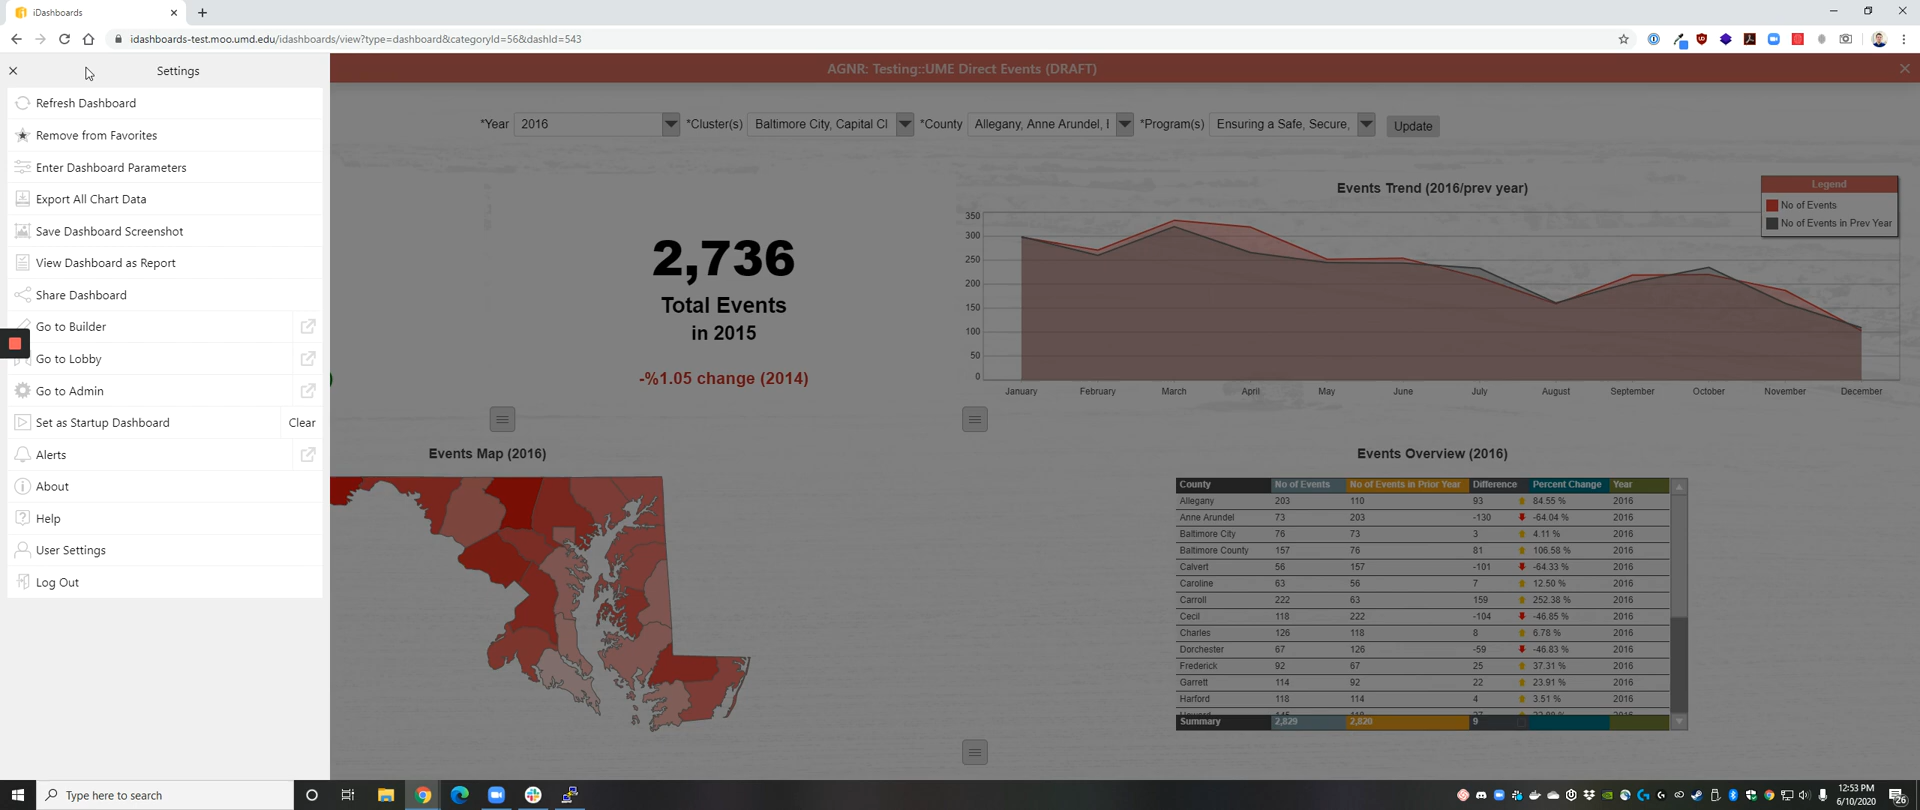 iDashboards
idashboards-test.moo.umd.edu/idashboards/view?type=dashboard&categoryId=56&dashId=543
Settings
Refresh Dashboard
Remove from Favorites
Enter Dashboard Parameters
Export All Chart Data
Save Dashboard Screenshot
View Dashboard as Report
Share Dashboard
Go to Builder
Go to Lobby
Go to Admin
Set as Startup Dashboard Clear
Alerts
About
Help
User Settings
Log Out
AGNR: Testing::UME Direct Events (DRAFT)
*Year 2016 *Cluster(s) Baltimore City, Capital Cl *County Allegany, Anne Arundel, I *Program(s) Ensuring a Safe, Secure, Update
2,736
Total Events
in 2015
-%1.05 change (2014)
Events Trend (2016/prev year)
Legend
No of Events
No of Events in Prev Year
350
300
250
200
150
100
50
0
January February March April May June July August September October November December
Events Map (2016)
Events Overview (2016)
County No of Events No of Events in Prior Year Difference Percent Change Year
Allegany 203 110 93 84.55 % 2016
Anne Arundel 73 203 -130 -64.04 % 2016
Baltimore City 76 73 3 4.11 % 2016
Baltimore County 157 76 81 106.58 % 2016
Calvert 56 157 -101 -64.33 % 2016
Caroline 63 56 7 12.50 % 2016
Carroll 222 63 159 252.38 % 2016
Cecil 118 222 -104 -46.85 % 2016
Charles 126 118 8 6.78 % 2016
Dorchester 67 126 -59 -46.83 % 2016
Frederick 92 67 25 37.31 % 2016
Garrett 114 92 22 23.91 % 2016
Harford 118 114 4 3.51 % 2016
Summary 2,829 2,820 9
Type here to search
12:53 PM
6/10/2020
26